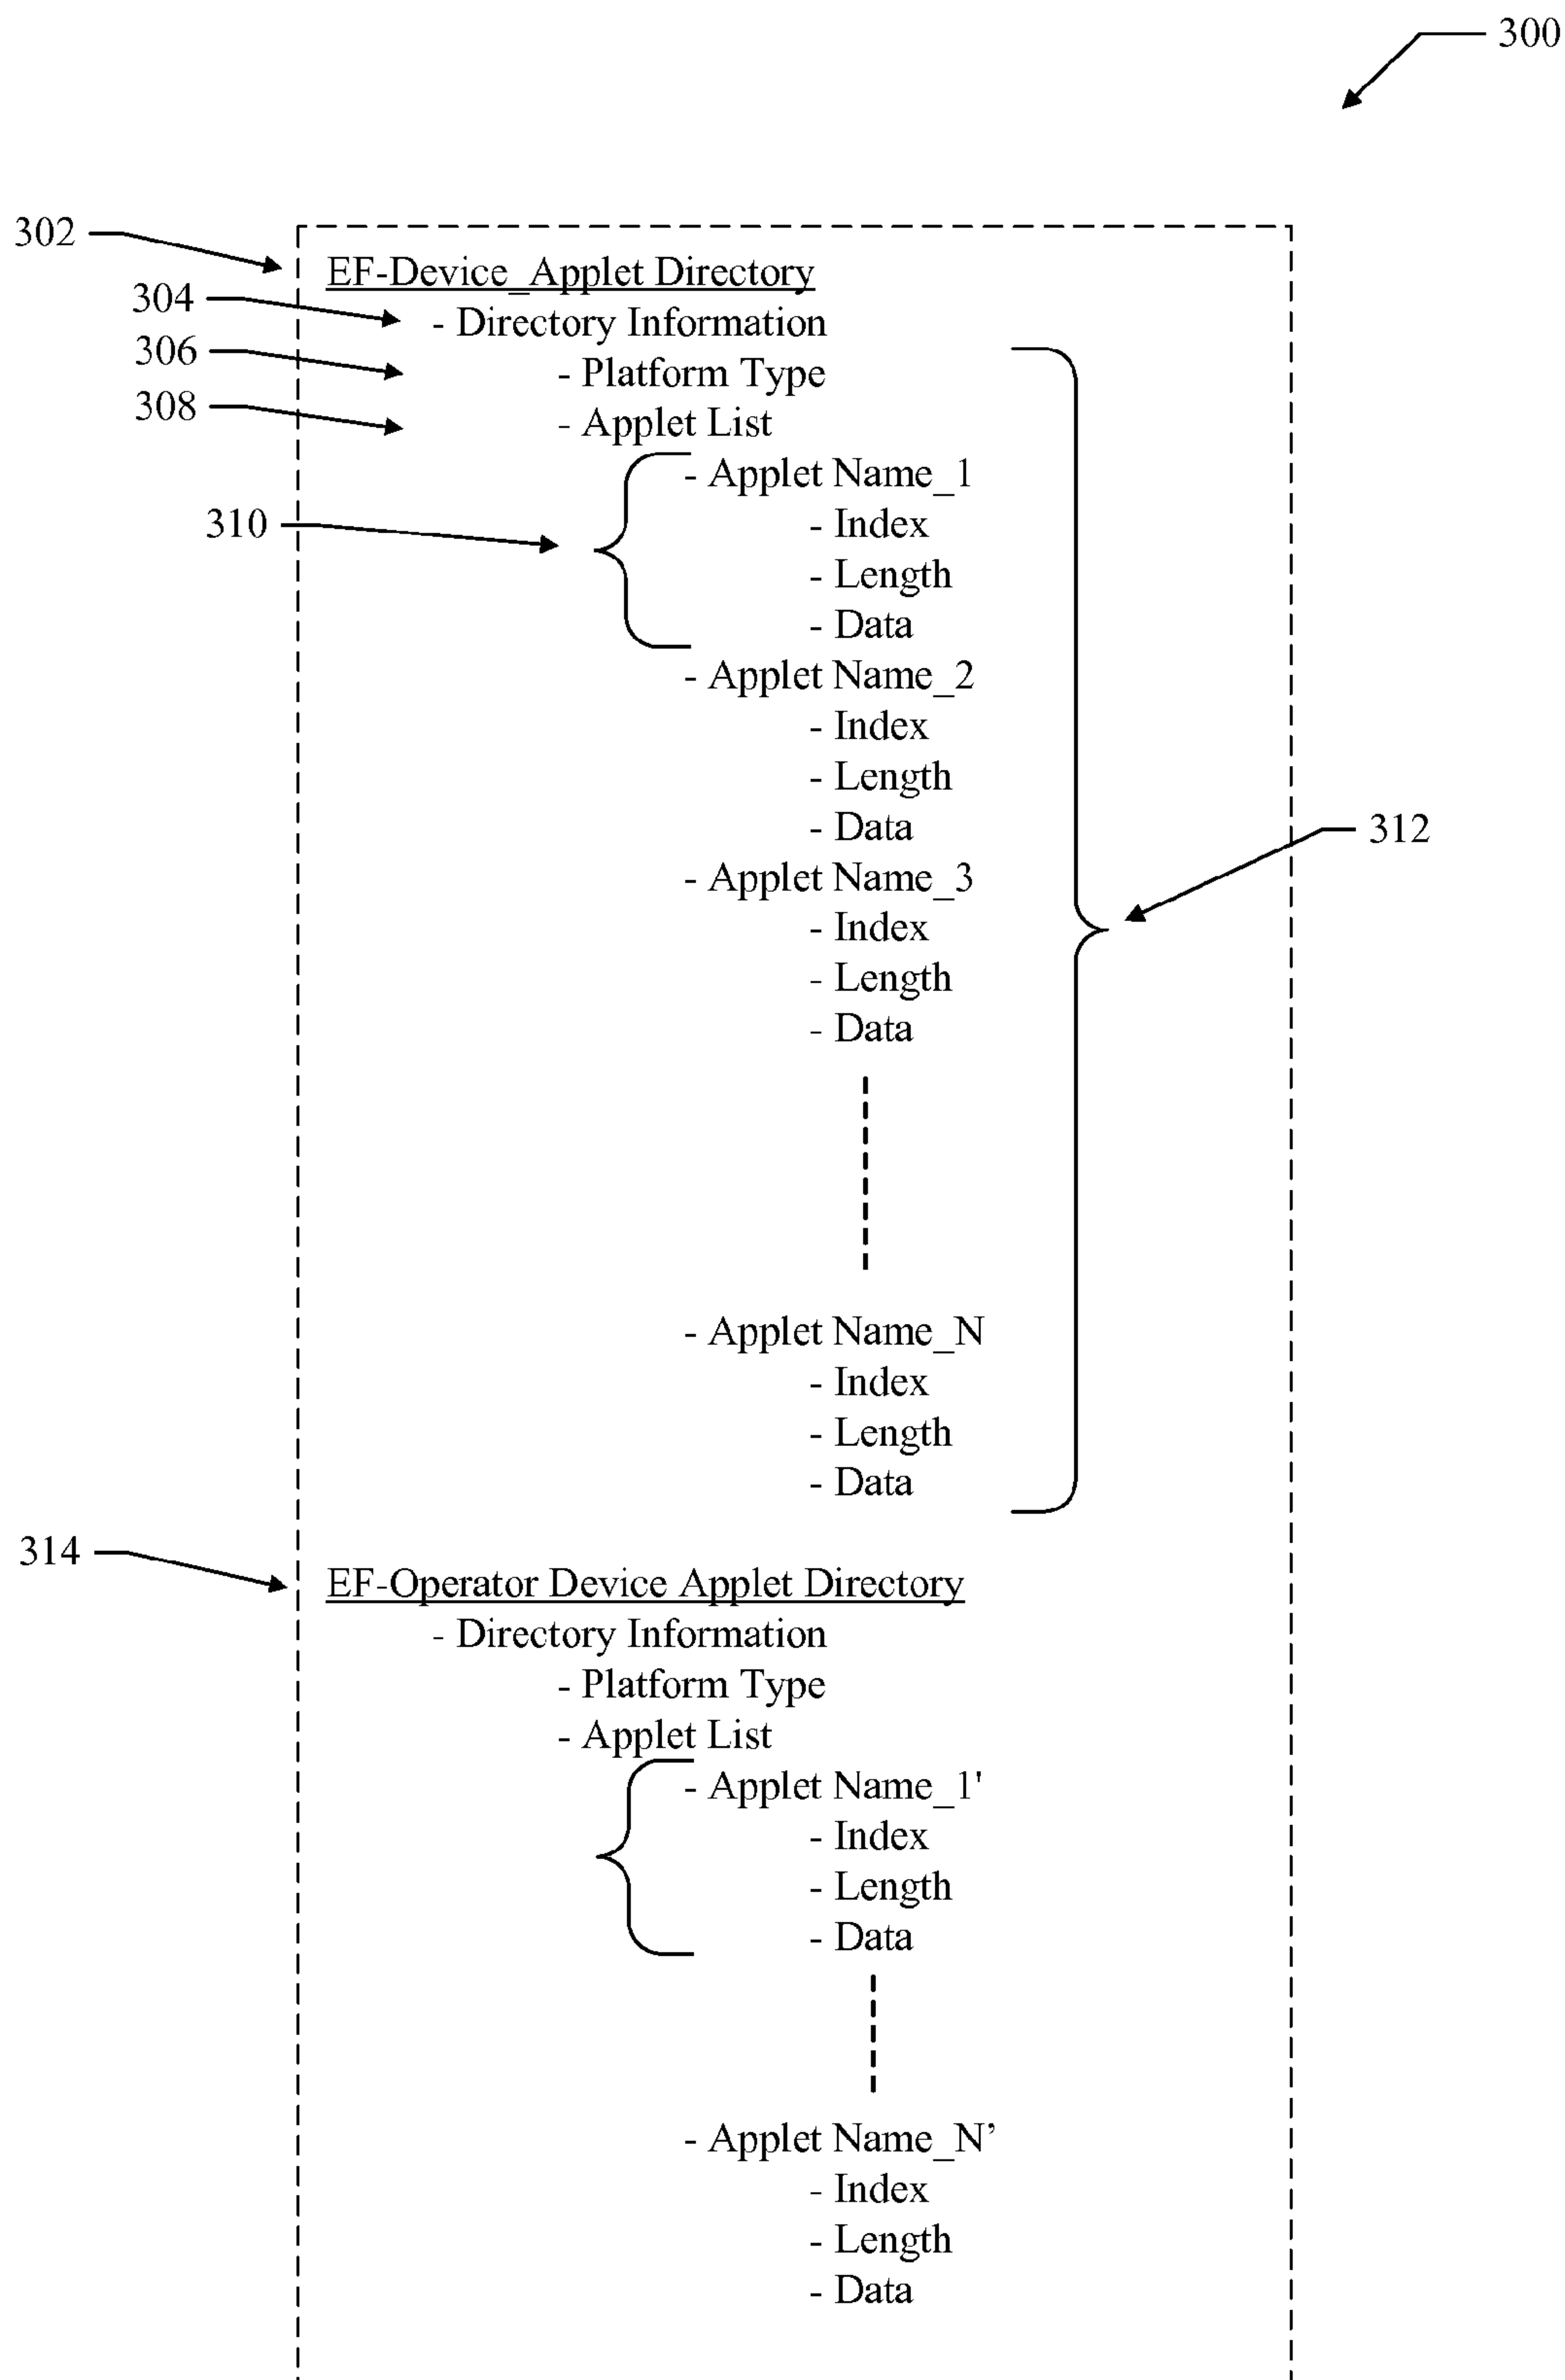 300
302
EF-Device_Applet Directory
304
- Directory Information
306
- Platform Type
308
- Applet List
- Applet Name_1
310
- Index
- Length
- Data
- Applet Name_2
- Index
- Length
- Data
312
- Applet Name_3
- Index
- Length
- Data
- Applet Name_N
- Index
- Length
- Data
314
EF-Operator Device Applet Directory
- Directory Information
- Platform Type
- Applet List
- Applet Name_1'
- Index
- Length
- Data
- Applet Name_N’
- Index
- Length
- Data